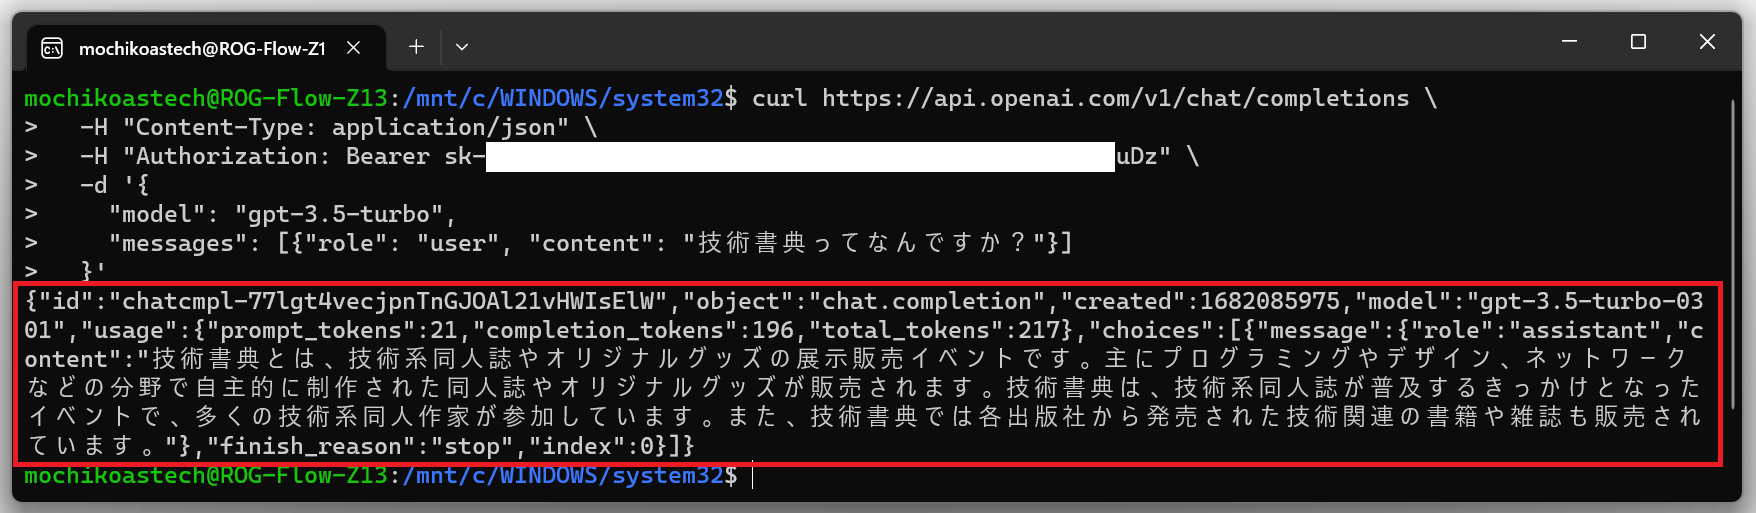 mochikoastech@ROG-Flow-Z1
mochikoastech@ROG-Flow-Z13:/mnt/c/WINDOWS/system32$ curl https://api.openai.com/v1/chat/completions \
>   -H "Content-Type: application/json" \
>   -H "Authorization: Bearer sk-uDz" \
>   -d '{
>     "model": "gpt-3.5-turbo",
>     "messages": [{"role": "user", "content": "技術書典ってなんですか？"}]
>   }'
{"id":"chatcmpl-77lgt4vecjpnTnGJOAl21vHWIsElW","object":"chat.completion","created":1682085975,"model":"gpt-3.5-turbo-03
01","usage":{"prompt_tokens":21,"completion_tokens":196,"total_tokens":217},"choices":[{"message":{"role":"assistant","c
ontent":"技術書典とは、技術系同人誌やオリジナルグッズの展示販売イベントです。主にプログラミングやデザイン、ネットワーク
などの分野で自主的に制作された同人誌やオリジナルグッズが販売されます。技術書典は、技術系同人誌が普及するきっかけとなった
イベントで、多くの技術系同人作家が参加しています。また、技術書典では各出版社から発売された技術関連の書籍や雑誌も販売され
ています。"},"finish_reason":"stop","index":0}]}
mochikoastech@ROG-Flow-Z13:/mnt/c/WINDOWS/system32$